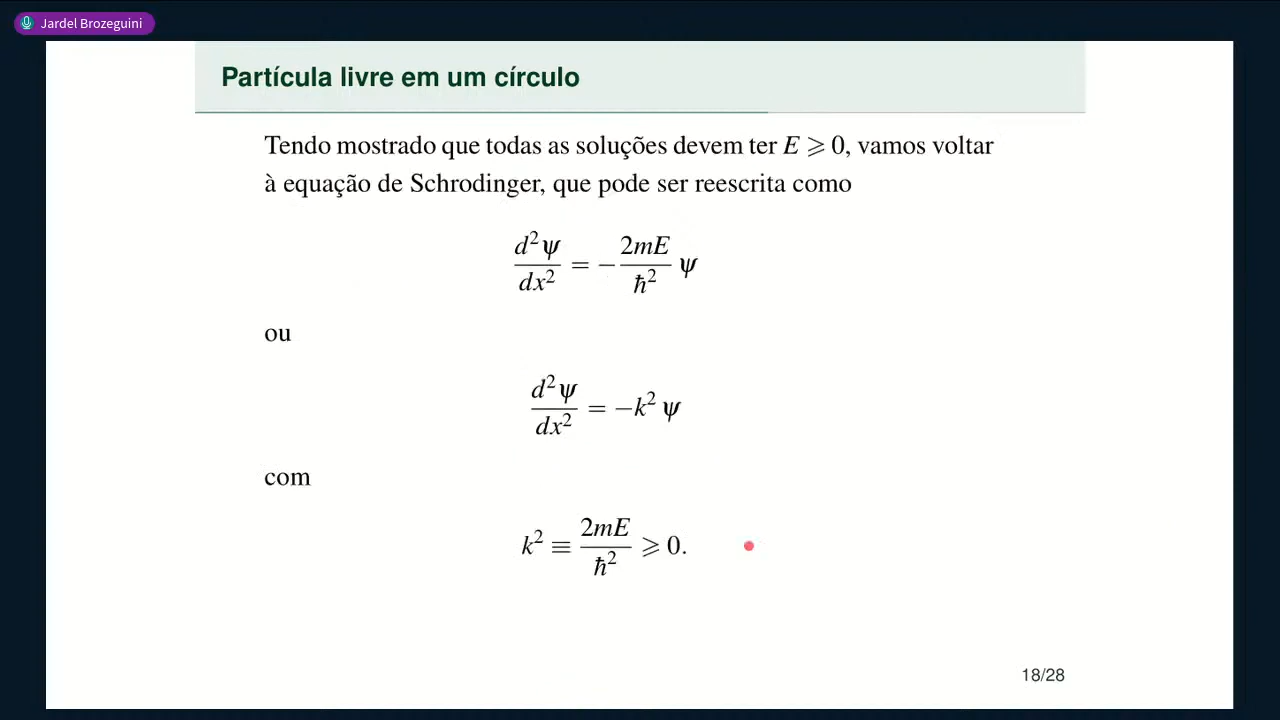 Jardel Brozeguini
Partícula livre em um círculo
Tendo mostrado que todas as soluções devem ter E ⩾ 0, vamos voltar
à equação de Schrodinger, que pode ser reescrita como
d²ψ/dx² = −2mE/ħ² ψ
ou
d²ψ/dx² = −k² ψ
com
k² ≡ 2mE/ħ² ⩾ 0.
18/28